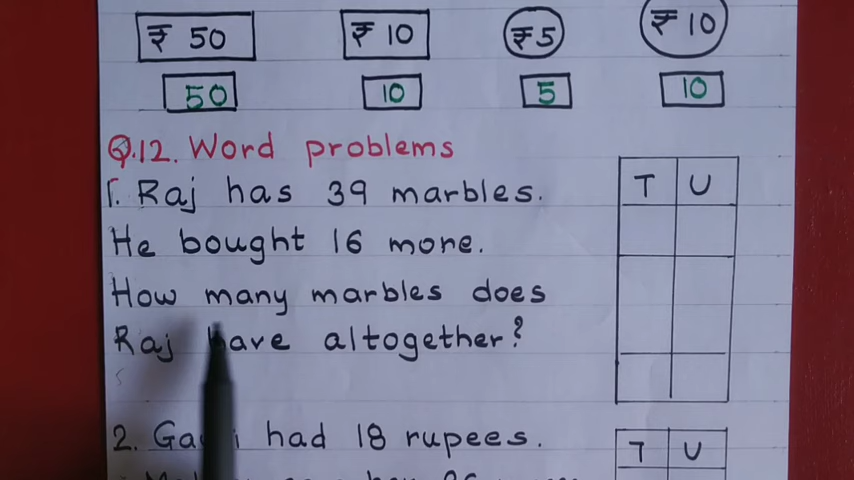 ₹ 50 ₹ 10 ₹ 5 ₹ 10
50 10 5 10
Q.12. Word problems
1. Raj has 39 marbles.
He bought 16 more.
How many marbles does
Raj have altogether?
T U
2. had 18 rupees.
T U